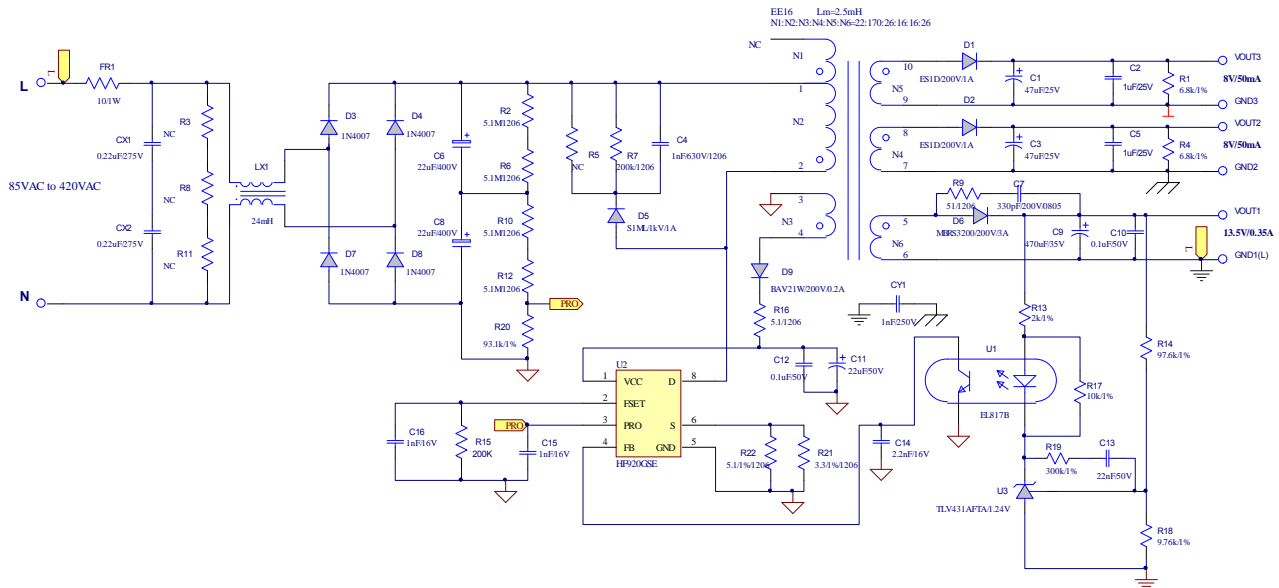 EE16 Lm=2.5mH
N1:N2:N3:N4:N5:N6=22:170:26:16:16:26
L
L
FR1
10/1W
CX1
NC
0.22uF/275V
CX2
NC
0.22uF/275V
R3
NC
R8
NC
R11
NC
85VAC to 420VAC
N
LX1
24mH
D3
1N4007
D4
1N4007
D7
1N4007
D8
1N4007
C6
22uF/400V
C8
22uF/400V
R2
5.1M/1206
R6
5.1M/1206
R10
5.1M/1206
R12
5.1M/1206
PRO
R20
93.1k/1%
R5
NC
R7
200k/1206
C4
1nF/630V/1206
D5
S1ML/1kV/1A
NC
N1
1
N2
2
3
N3
4
D9
BAV21W/200V/0.2A
R16
5.1/1206
C12
0.1uF/50V
C11
22uF/50V
CY1
1nF/250V
10
N5
9
D1
ES1D/200V/1A
D2
C1
47uF/25V
C2
1uF/25V
R1
6.8k/1%
VOUT3
8V/50mA
GND3
8
N4
7
ES1D/200V/1A
C3
47uF/25V
C5
1uF/25V
R4
6.8k/1%
VOUT2
8V/50mA
GND2
R9
51/1206
C7
330pF/200V/0805
5
N6
6
D6
MBRS3200/200V/3A
C9
470uF/35V
C10
0.1uF/50V
VOUT1
13.5V/0.35A
L
GND1(L)
R13
2k/1%
U1
EL817B
R17
10k/1%
R14
97.6k/1%
R19
300k/1%
C13
22nF/50V
U3
TLV431AFTA/1.24V
R18
9.76k/1%
U2
1 VCC D 8
2 FSET
3 PRO S 6
4 FB GND 5
HF920GSE
C16
1nF/16V
R15
200K
PRO
C15
1nF/16V
R22
5.1/1%/1206
R21
3.3/1%/1206
C14
2.2nF/16V